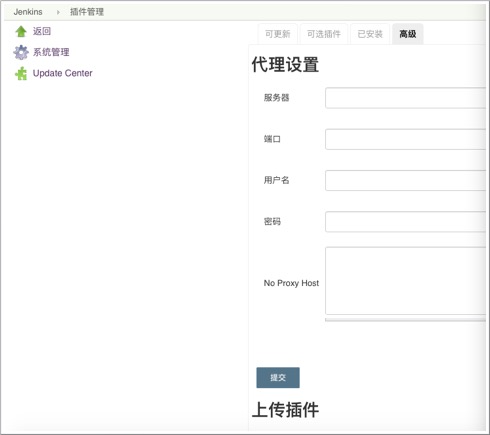 Jenkins › 插件管理
返回
系统管理
Update Center
可更新 可选插件 已安装 高级
代理设置
服务器
端口
用户名
密码
No Proxy Host
提交
上传插件